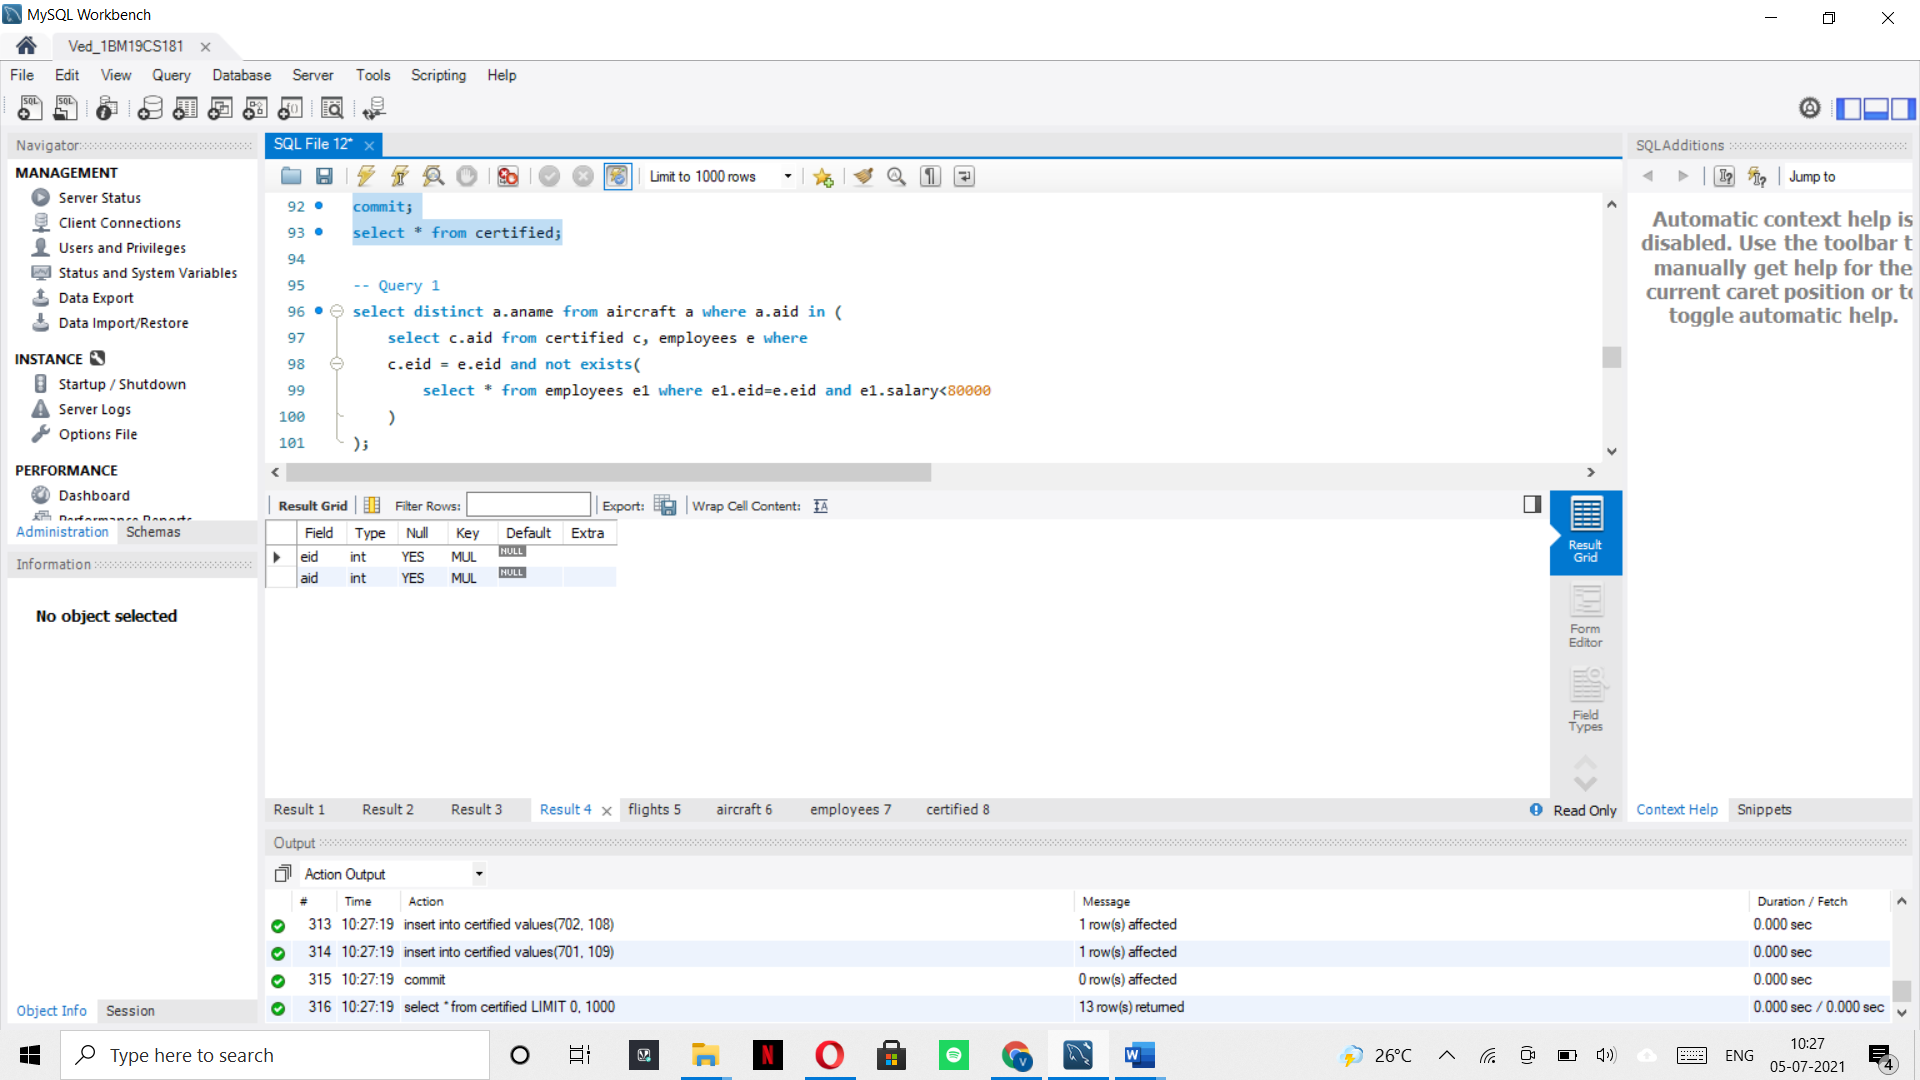 MySQL Workbench
Ved_1BM19CS181
File Edit View Query Database Server Tools Scripting Help
Navigator
MANAGEMENT
Server Status
Client Connections
Users and Privileges
Status and System Variables
Data Export
Data Import/Restore
INSTANCE
Startup / Shutdown
Server Logs
Options File
PERFORMANCE
Dashboard
Performance Reports
Administration Schemas
Information
No object selected
Object Info Session
SQL File 12*
Limit to 1000 rows
92 commit;
93 select * from certified;
94
95 -- Query 1
96 select distinct a.aname from aircraft a where a.aid in (
97 select c.aid from certified c, employees e where
98 c.eid = e.eid and not exists(
99 select * from employees e1 where e1.eid=e.eid and e1.salary<80000
100 )
101 );
Result Grid Filter Rows: Export: Wrap Cell Content:
Field Type Null Key Default Extra
eid int YES MUL NULL
aid int YES MUL NULL
Result Grid
Form Editor
Field Types
Result 1 Result 2 Result 3 Result 4 flights 5 aircraft 6 employees 7 certified 8
Read Only
Output
Action Output
# Time Action Message Duration / Fetch
313 10:27:19 insert into certified values(702, 108) 1 row(s) affected 0.000 sec
314 10:27:19 insert into certified values(701, 109) 1 row(s) affected 0.000 sec
315 10:27:19 commit 0 row(s) affected 0.000 sec
316 10:27:19 select * from certified LIMIT 0, 1000 13 row(s) returned 0.000 sec / 0.000 sec
SQLAdditions
Jump to
Automatic context help is
disabled. Use the toolbar t
manually get help for the
current caret position or to
toggle automatic help.
Context Help Snippets
Type here to search
26°C
ENG
10:27
05-07-2021
4